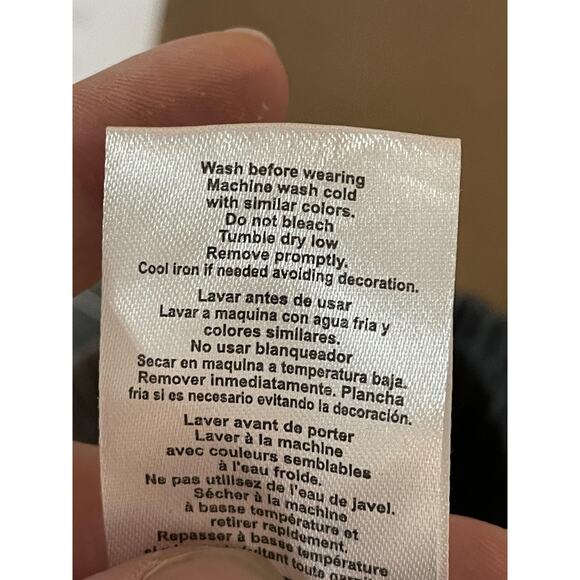 Wash before wearing
Machine wash cold
with similar colors.
Do not bleach
Tumble dry low
Remove promptly.
Cool iron if needed avoiding decoration.
Lavar antes de usar
Lavar a maquina con agua fria y
colores similares.
No usar blanqueador
Secar en maquina a temperatura baja.
Remover inmediatamente. Plancha
fria si es necesario evitando la decoración.
Laver avant de porter
Laver à la machine
avec couleurs semblables
à l'eau froide.
Ne pas utilisez de l'eau de javel.
Sécher à la machine
à basse température et
retirer rapidement.
Repasser à basse température
toute